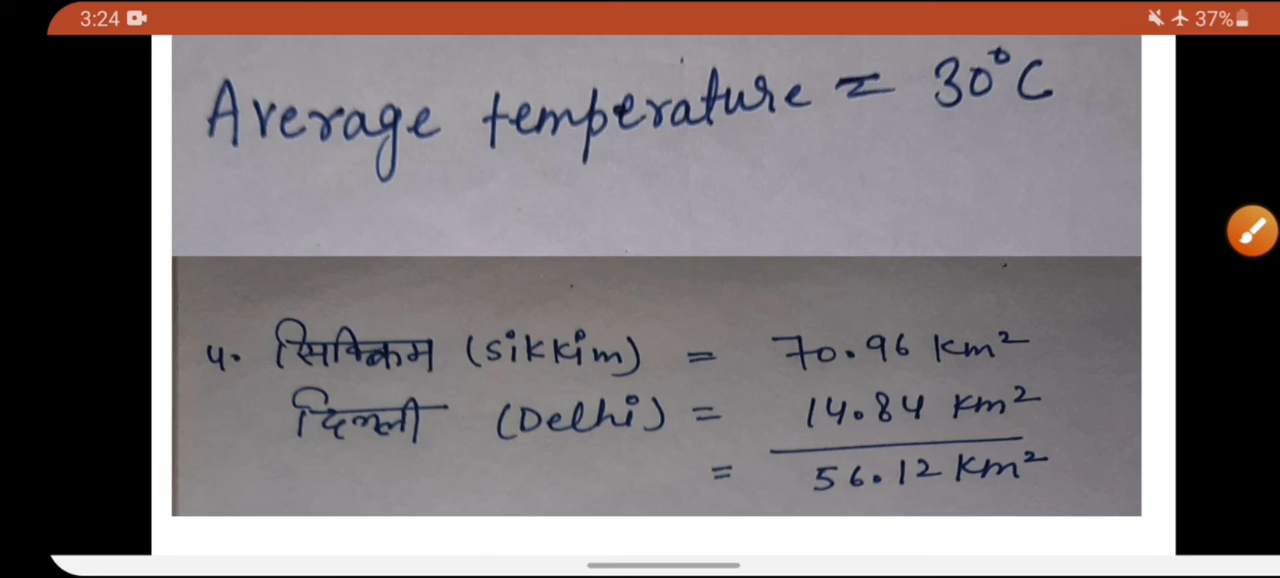 3:24 37%
Average temperature = 30°C
4. सिक्किम (sikkim) = 70.96 km²
दिल्ली (Delhi) = 14.84 km²
= 56.12 km²